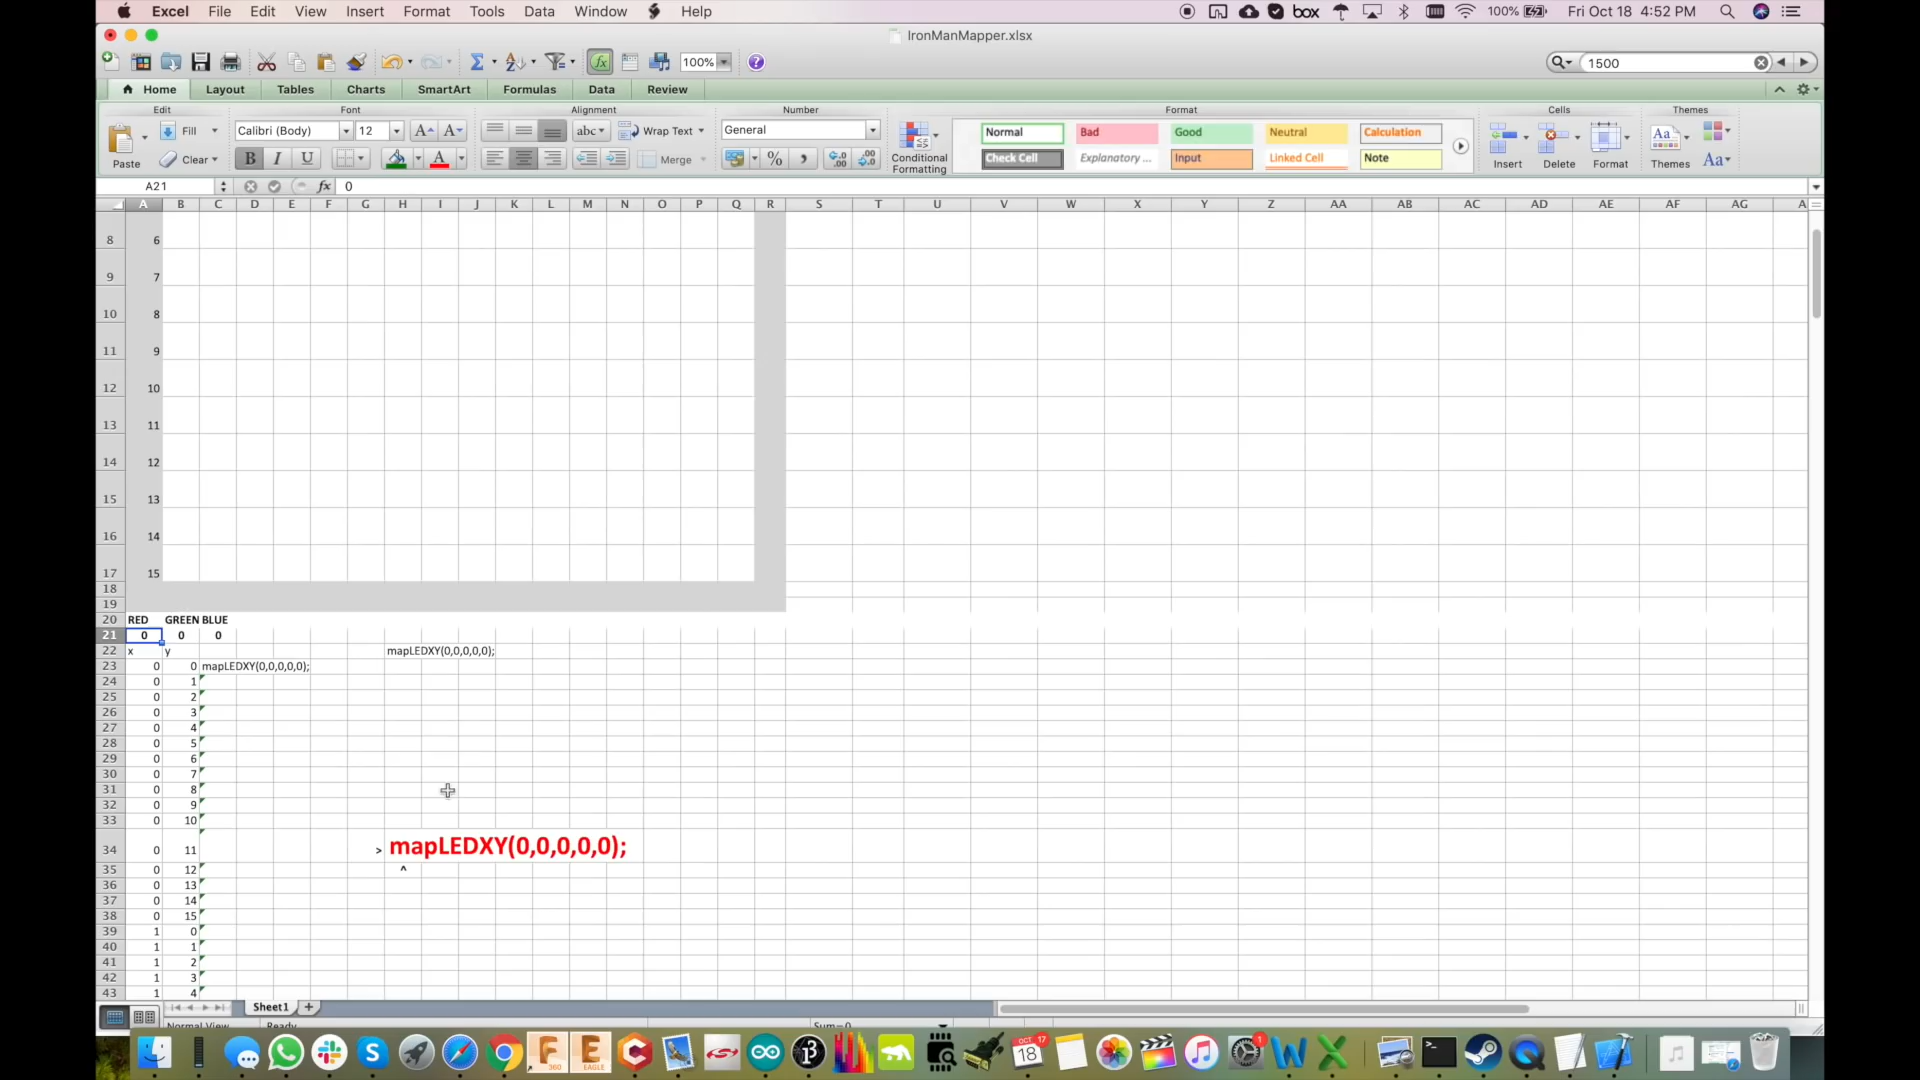 Excel File Edit View Insert Format Tools Data Window Help box 100% Fri Oct 18 4:52 PM
IronManMapper.xlsx
100% 1500
Home Layout Tables Charts SmartArt Formulas Data Review
Edit Font Alignment Number Format Cells Themes
Fill Calibri (Body) 12 A A abc Wrap Text General Normal Bad Good Neutral Calculation
Paste Clear B I U A Merge % Conditional Formatting Check Cell Explanatory ... Input Linked Cell Note Insert Delete Format Themes Aa
A21 fx 0
A B C D E F G H I J K L M N O P Q R S T U V W X Y Z AA AB AC AD AE AF AG A
8 6
9 7
10 8
11 9
12 10
13 11
14 12
15 13
16 14
17 15
18
19
20 RED GREEN BLUE
21 0 0 0
22 x y mapLEDXY(0,0,0,0,0);
23 0 0 mapLEDXY(0,0,0,0,0);
24 0 1
25 0 2
26 0 3
27 0 4
28 0 5
29 0 6
30 0 7
31 0 8
32 0 9
33 0 10
34 0 11 > mapLEDXY(0,0,0,0,0);
35 0 12 ^
36 0 13
37 0 14
38 0 15
39 1 0
40 1 1
41 1 2
42 1 3
43 1 4
Sheet1
Normal View Ready Sum=0
F 360 E EAGLE OCT 17 18 1